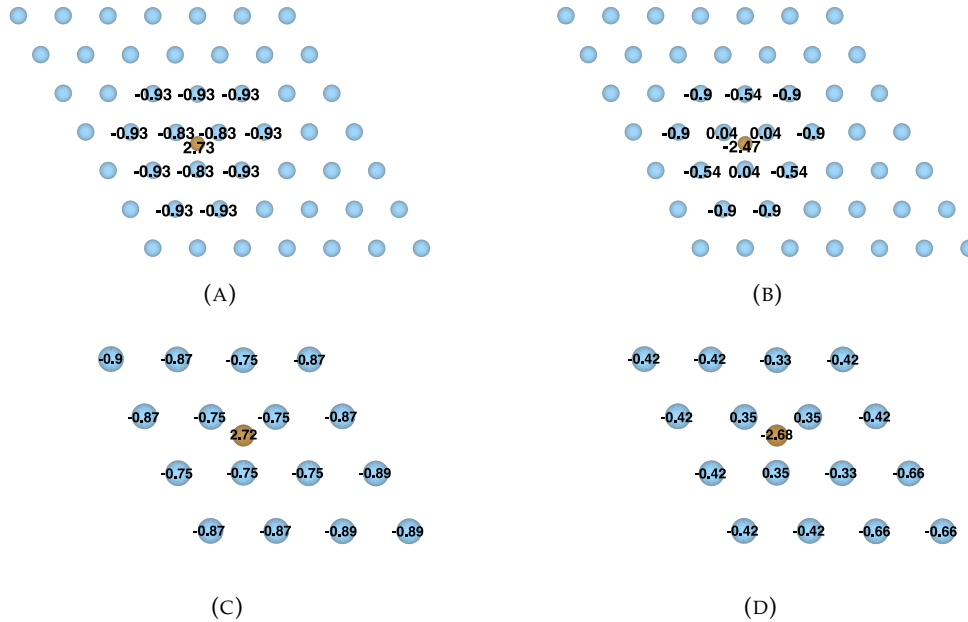 -0.93 -0.93 -0.93
-0.93 -0.83 -0.83 -0.93
2.73
-0.93 -0.83 -0.93
-0.93 -0.93
(A)
-0.9 -0.54 -0.9
-0.9 0.04 0.04 -0.9
-2.47
-0.54 0.04 -0.54
-0.9 -0.9
(B)
-0.9 -0.87 -0.75 -0.87
-0.87 -0.75 -0.75 -0.87
2.72
-0.75 -0.75 -0.75 -0.89
-0.87 -0.87 -0.89 -0.89
(C)
-0.42 -0.42 -0.33 -0.42
-0.42 0.35 0.35 -0.42
-2.68
-0.42 0.35 -0.33 -0.66
-0.42 -0.42 -0.66 -0.66
(D)